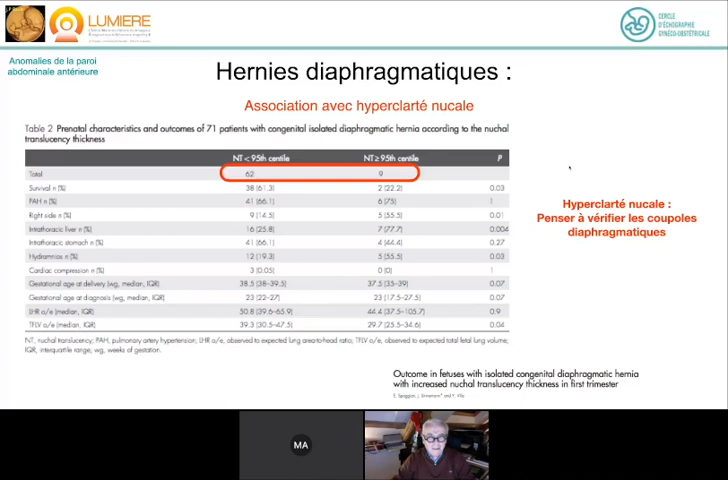 LUMIERE
CERCLE
D'ÉCHOGRAPHIE
GYNÉCO-OBSTÉTRICALE
Anomalies de la paroi
abdominale antérieure
Hernies diaphragmatiques :
Association avec hyperclarté nucale
Table 2 Prenatal characteristics and outcomes of 71 patients with congenital isolated diaphragmatic hernia according to the nuchal
translucency thickness
NT < 95th centile NT ≥ 95th centile P
Total 62 9
Survival n (%) 38 (61.3) 2 (22.2) 0.03
PAH n (%) 41 (66.1) 6 (75) 1
Right side n (%) 9 (14.5) 5 (55.5) 0.01
Intrathoracic liver n (%) 16 (25.8) 7 (77.7) 0.004
Intrathoracic stomach n (%) 41 (66.1) 4 (44.4) 0.27
Hydramnios n (%) 12 (19.3) 5 (55.5) 0.03
Cardiac compression n (%) 3 (0.05) 0 (0) 1
Gestational age at delivery (wg, median, IQR) 38.5 (38–39.5) 37.5 (35–39) 0.07
Gestational age at diagnosis (wg, median, IQR) 23 (22–27) 23 (17.5–27.5) 0.07
LHR o/e (median, IQR) 50.8 (39.6–65.9) 44.4 (37.5–105.7) 0.9
TFLV o/e (median, IQR) 39.3 (30.5–47.5) 29.7 (25.5–34.6) 0.04
NT, nuchal translucency; PAH, pulmonary artery hypertension; LHR o/e, observed to expected lung area-to-head ratio; TFLV o/e, observed to expected total fetal lung volume;
IQR, interquartile range, wg, weeks of gestation.
Hyperclarté nucale :
Penser à vérifier les coupoles
diaphragmatiques
Outcome in fetuses with isolated congenital diaphragmatic hernia
with increased nuchal translucency thickness in first trimester
MA